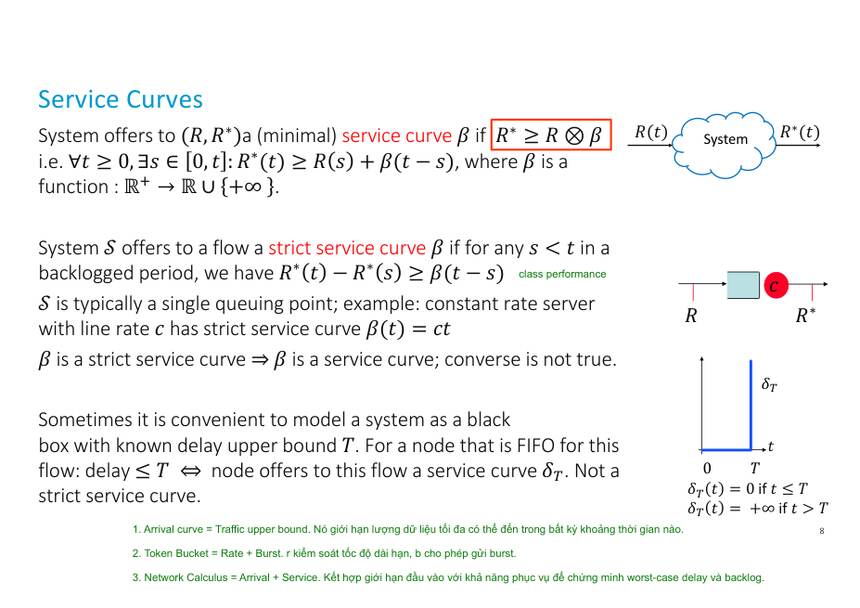 Service Curves
System offers to (𝑅, 𝑅*)a (minimal) service curve 𝛽 if 𝑅* ≥ 𝑅 ⊗ 𝛽
i.e. ∀𝑡 ≥ 0, ∃𝑠 ∈ [0, 𝑡]: 𝑅*(𝑡) ≥ 𝑅(𝑠) + 𝛽(𝑡 − 𝑠), where 𝛽 is a
function : ℝ⁺ → ℝ ∪ {+∞ }.
R(t)
System
R*(t)
System 𝒮 offers to a flow a strict service curve 𝛽 if for any 𝑠 < 𝑡 in a
backlogged period, we have 𝑅*(𝑡) − 𝑅*(𝑠) ≥ 𝛽(𝑡 − 𝑠) class performance
𝒮 is typically a single queuing point; example: constant rate server
with line rate 𝑐 has strict service curve 𝛽(𝑡) = 𝑐𝑡
𝛽 is a strict service curve ⇒ 𝛽 is a service curve; converse is not true.
c
R
R*
Sometimes it is convenient to model a system as a black
box with known delay upper bound 𝑇. For a node that is FIFO for this
flow: delay ≤ 𝑇 ⇔ node offers to this flow a service curve 𝛿_T. Not a
strict service curve.
𝛿_T
t
0 T
𝛿_T(𝑡) = 0 if 𝑡 ≤ 𝑇
𝛿_T(𝑡) = +∞ if 𝑡 > 𝑇
1. Arrival curve = Traffic upper bound. Nó giới hạn lượng dữ liệu tối đa có thể đến trong bất kỳ khoảng thời gian nào.
8
2. Token Bucket = Rate + Burst. r kiểm soát tốc độ dài hạn, b cho phép gửi burst.
3. Network Calculus = Arrival + Service. Kết hợp giới hạn đầu vào với khả năng phục vụ để chứng minh worst-case delay và backlog.